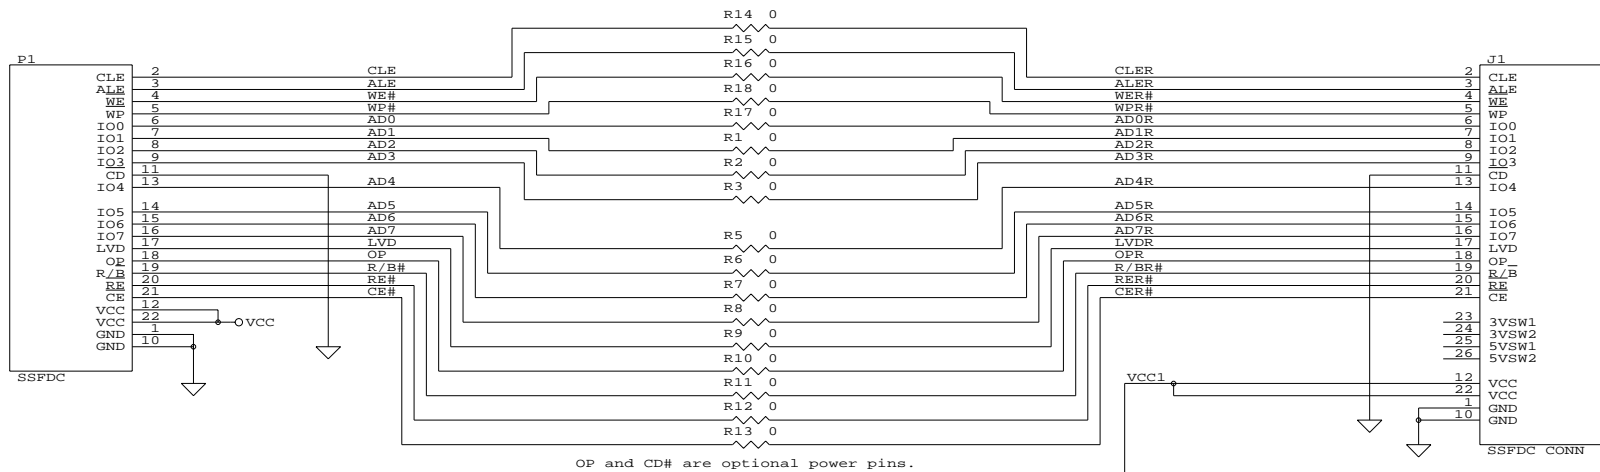 R14 0
R15 0
R16 0
R18 0
R17 0
R1 0
R2 0
R3 0
R5 0
R6 0
R7 0
R8 0
R9 0
R10 0
R11 0
R12 0
R13 0
P1
CLE 2 CLE
ALE 3 ALE
WE 4 WE#
WP 5 WP#
IO0 6 AD0
IO1 7 AD1
IO2 8 AD2
IO3 9 AD3
CD 11
IO4 13 AD4
IO5 14 AD5
IO6 15 AD6
IO7 16 AD7
LVD 17 LVD
OP 18 OP
R/B 19 R/B#
RE 20 RE#
CE 21 CE#
VCC 12
VCC 22 VCC
GND 1
GND 10
SSFDC
J1
CLER 2 CLE
ALER 3 ALE
WER# 4 WE
WPR# 5 WP
AD0R 6 IO0
AD1R 7 IO1
AD2R 8 IO2
AD3R 9 IO3
11 CD
AD4R 13 IO4
AD5R 14 IO5
AD6R 15 IO6
AD7R 16 IO7
LVDR 17 LVD
OPR 18 OP
R/BR# 19 R/B
RER# 20 RE
CER# 21 CE
23 3VSW1
24 3VSW2
25 5VSW1
26 5VSW2
VCC1 12 VCC
22 VCC
1 GND
10 GND
SSFDC CONN
OP and CD# are optional power pins.